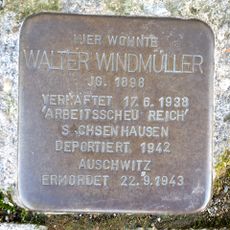 HIER WOHNTE
WALTER WINDMÜLLER
JG. 1898
VERHAFTET 17.6.1938
'ARBEITSSCHEU REICH'
SACHSENHAUSEN
DEPORTIERT 1942
AUSCHWITZ
ERMORDET 22.9.1943